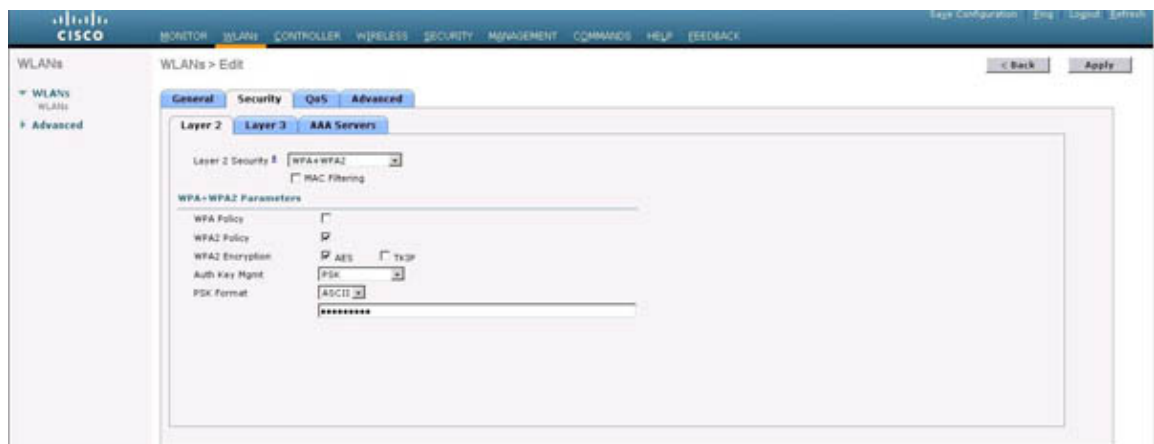 Save Configuration Ping Logout Refresh
CISCO
MONITOR WLANs CONTROLLER WIRELESS SECURITY MANAGEMENT COMMANDS HELP FEEDBACK
WLANs
WLANs > Edit
< Back
Apply
WLANs
WLANs
Advanced
General Security QoS Advanced
Layer 2 Layer 3 AAA Servers
Layer 2 Security WPA+WPA2
MAC Filtering
WPA+WPA2 Parameters
WPA Policy
WPA2 Policy
WPA2 Encryption AES TKIP
Auth Key Mgmt PSK
PSK Format ASCII
•••••••••